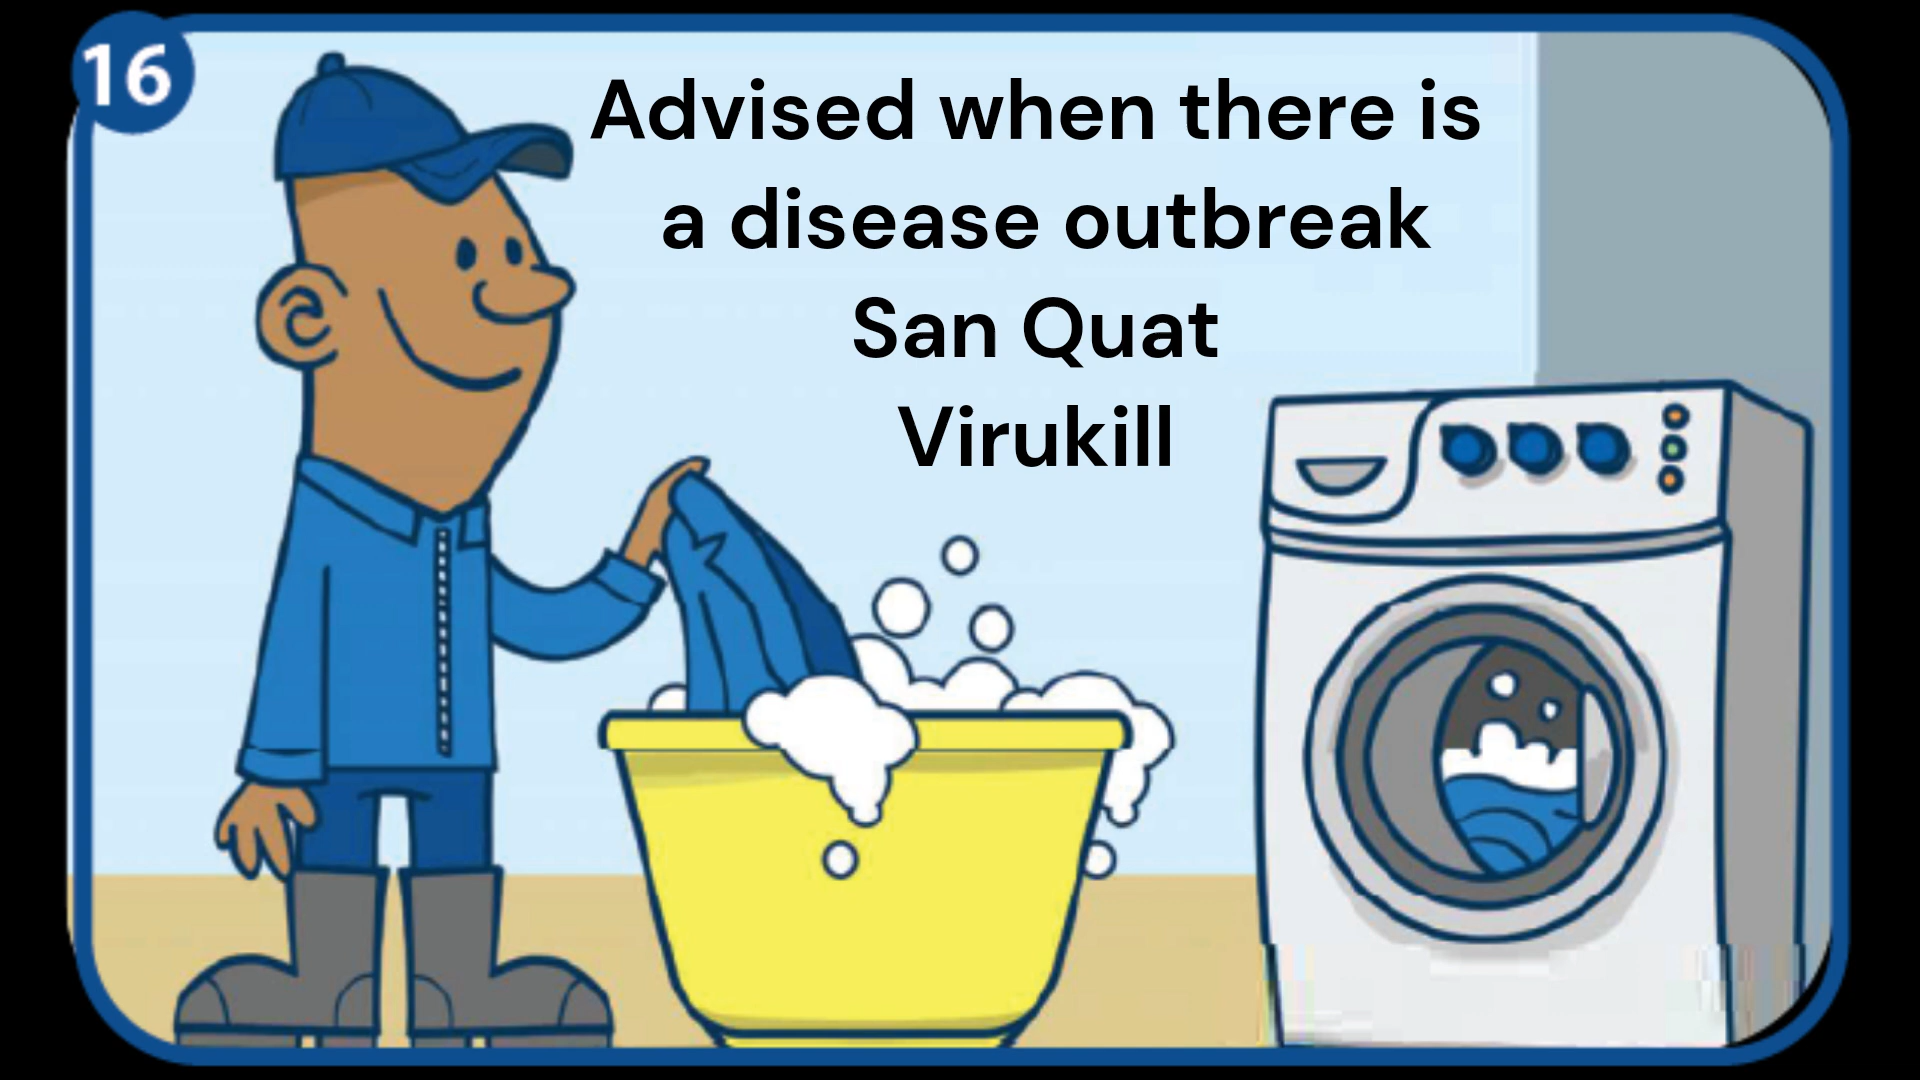 16
Advised when there is
a disease outbreak
San Quat
Virukill